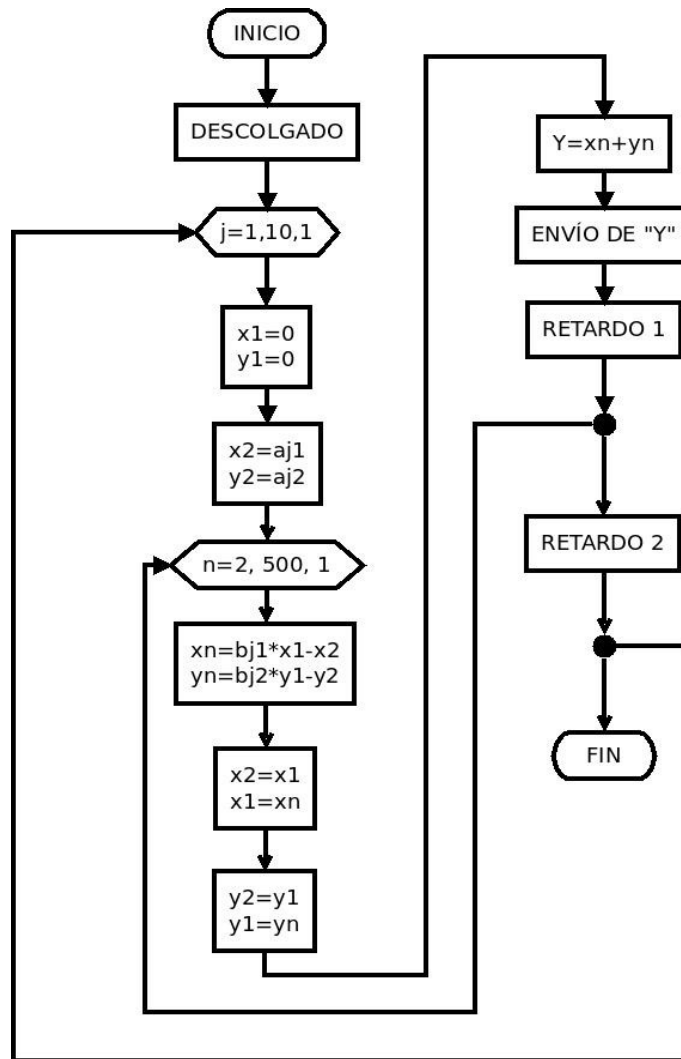 INICIO
DESCOLGADO
j=1,10,1
x1=0
y1=0
x2=aj1
y2=aj2
n=2, 500, 1
xn=bj1*x1-x2
yn=bj2*y1-y2
x2=x1
x1=xn
y2=y1
y1=yn
Y=xn+yn
ENVÍO DE "Y"
RETARDO 1
RETARDO 2
FIN